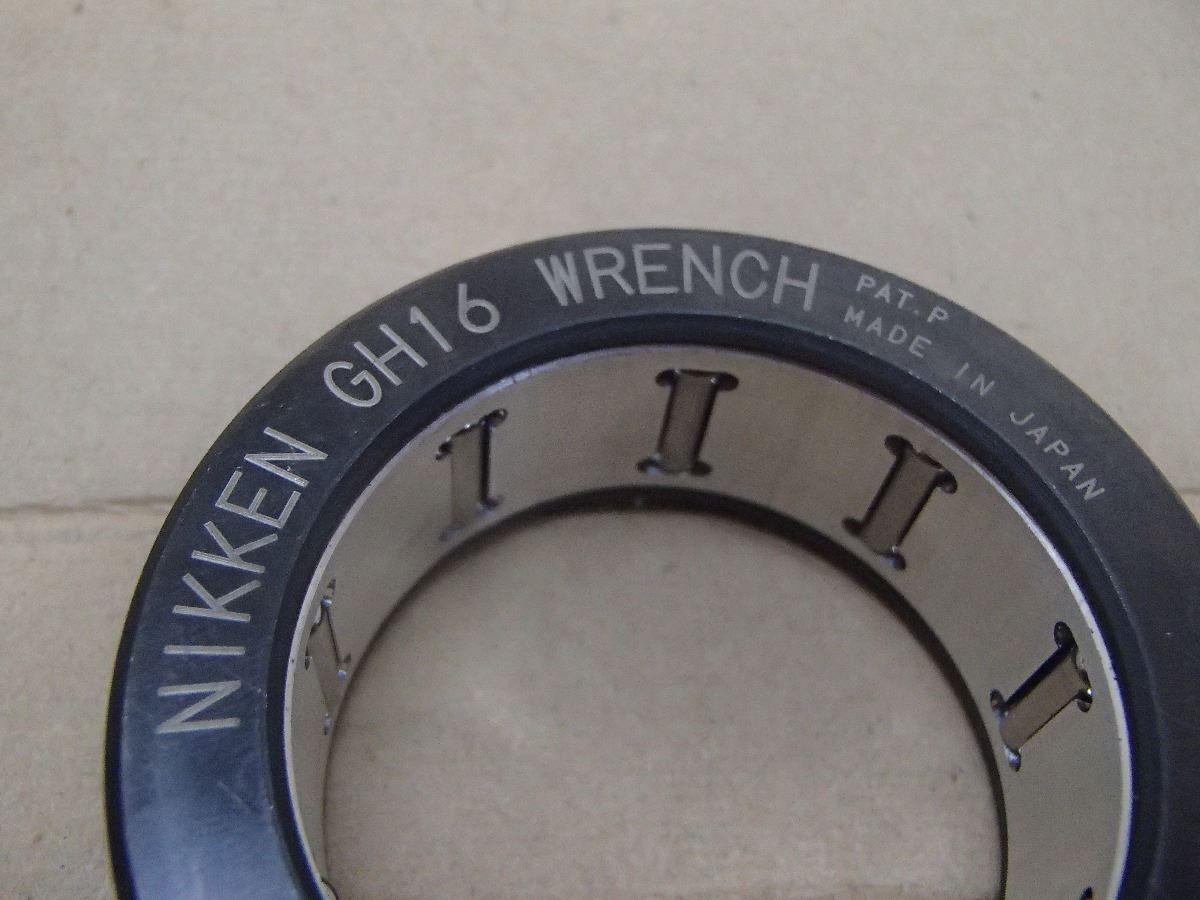 NIKKEN GH16 WRENCH
PAT.P
MADE IN JAPAN